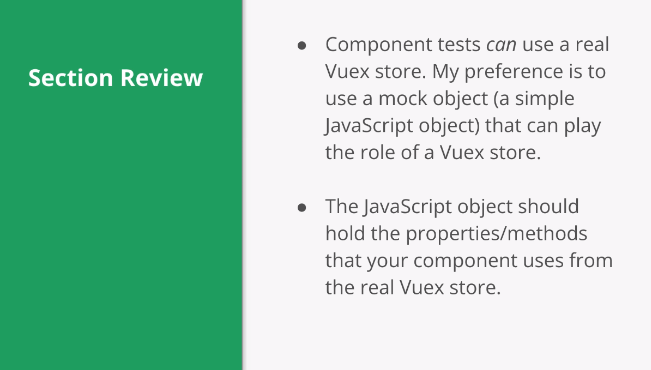 Section Review
● Component tests can use a real
Vuex store. My preference is to
use a mock object (a simple
JavaScript object) that can play
the role of a Vuex store.
● The JavaScript object should
hold the properties/methods
that your component uses from
the real Vuex store.